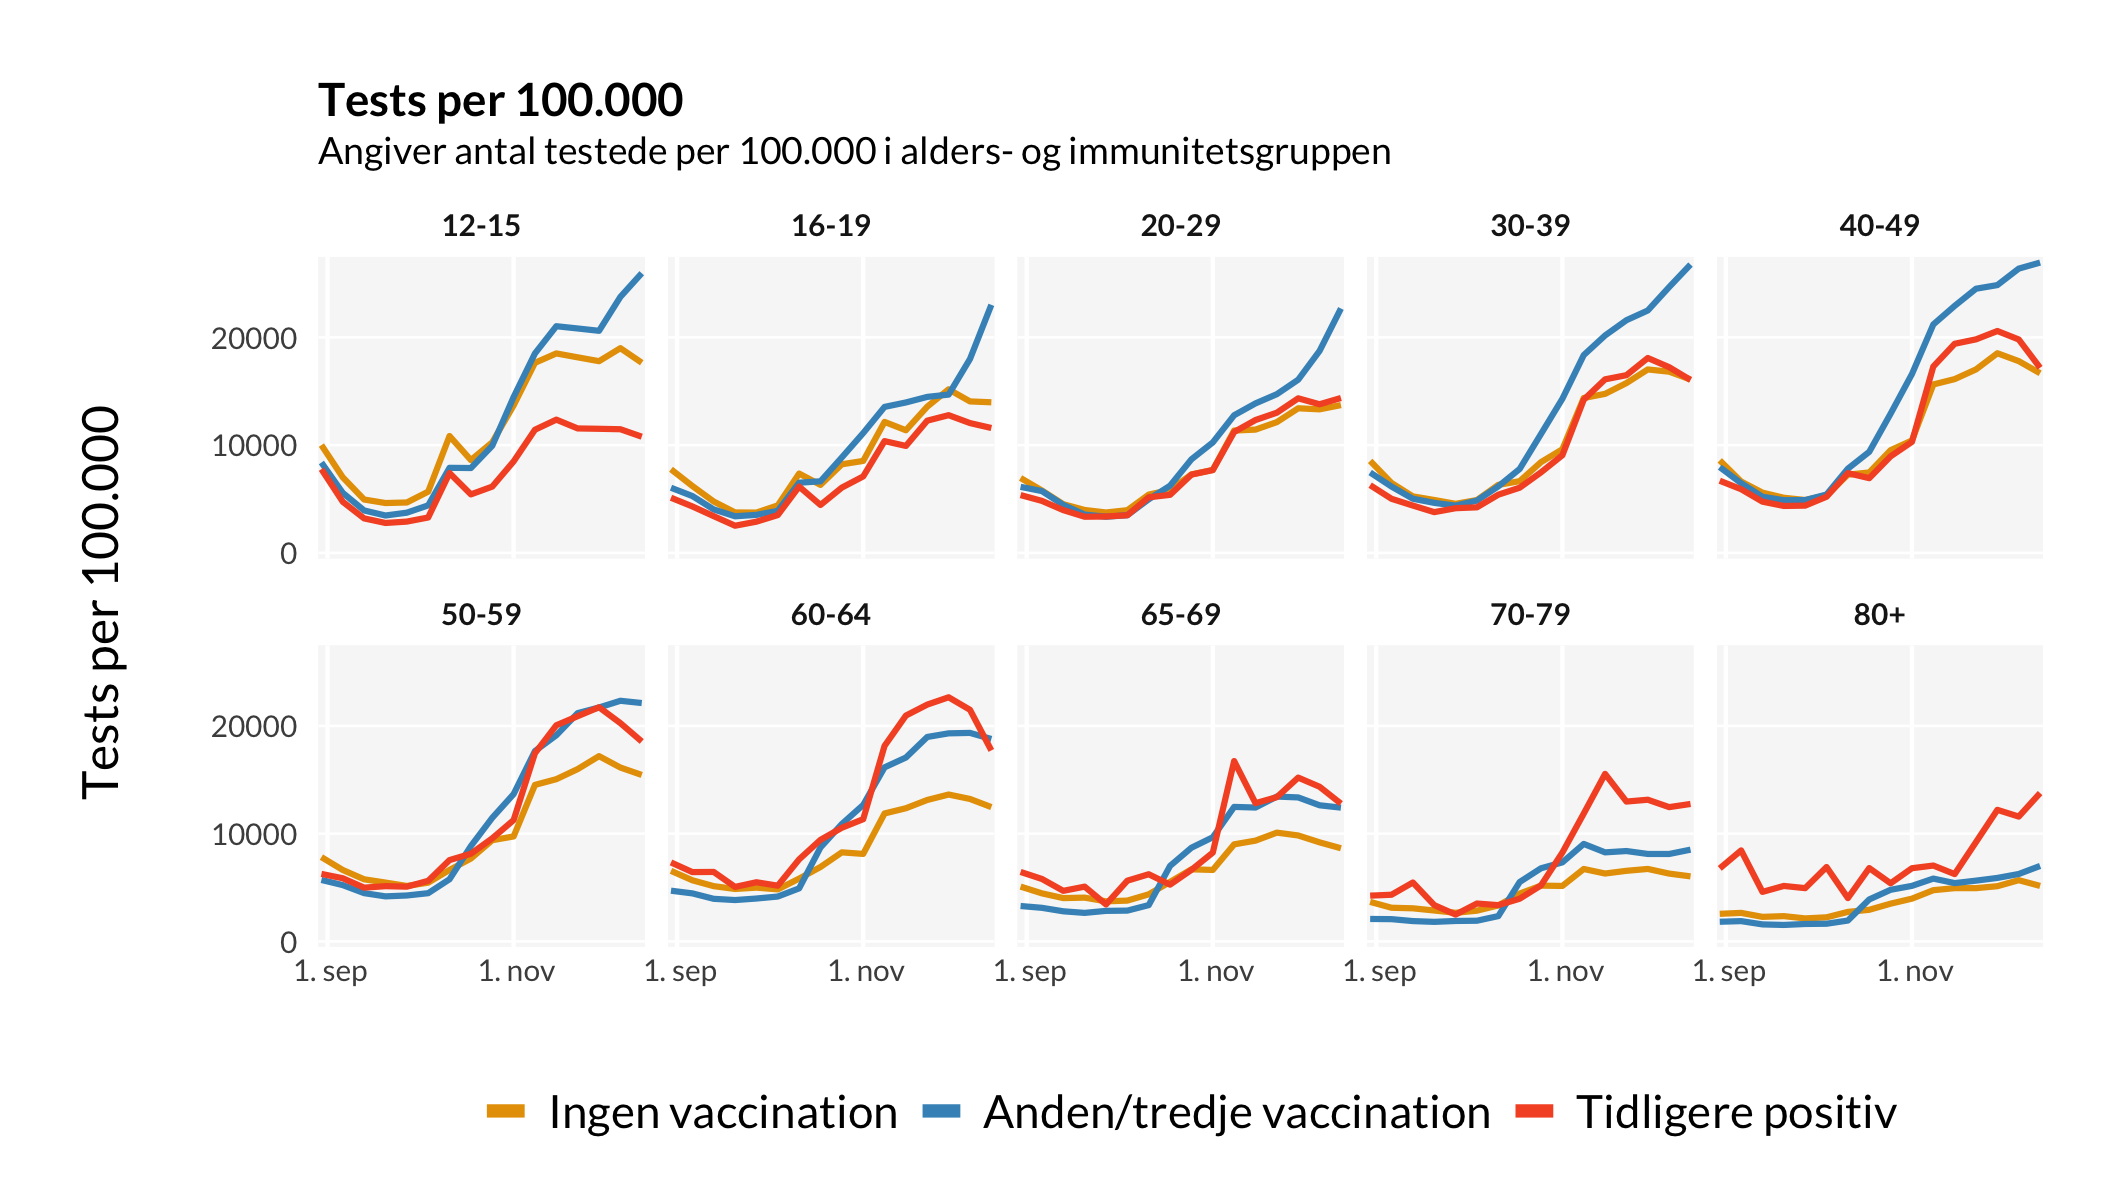 Tests per 100.000
Angiver antal testede per 100.000 i alders- og immunitetsgruppen
12-15 16-19 20-29 30-39 40-49
20000
10000
0
Tests per 100.000
50-59 60-64 65-69 70-79 80+
20000
10000
0
1. sep 1. nov 1. sep 1. nov 1. sep 1. nov 1. sep 1. nov 1. sep 1. nov
Ingen vaccination Anden/tredje vaccination Tidligere positiv